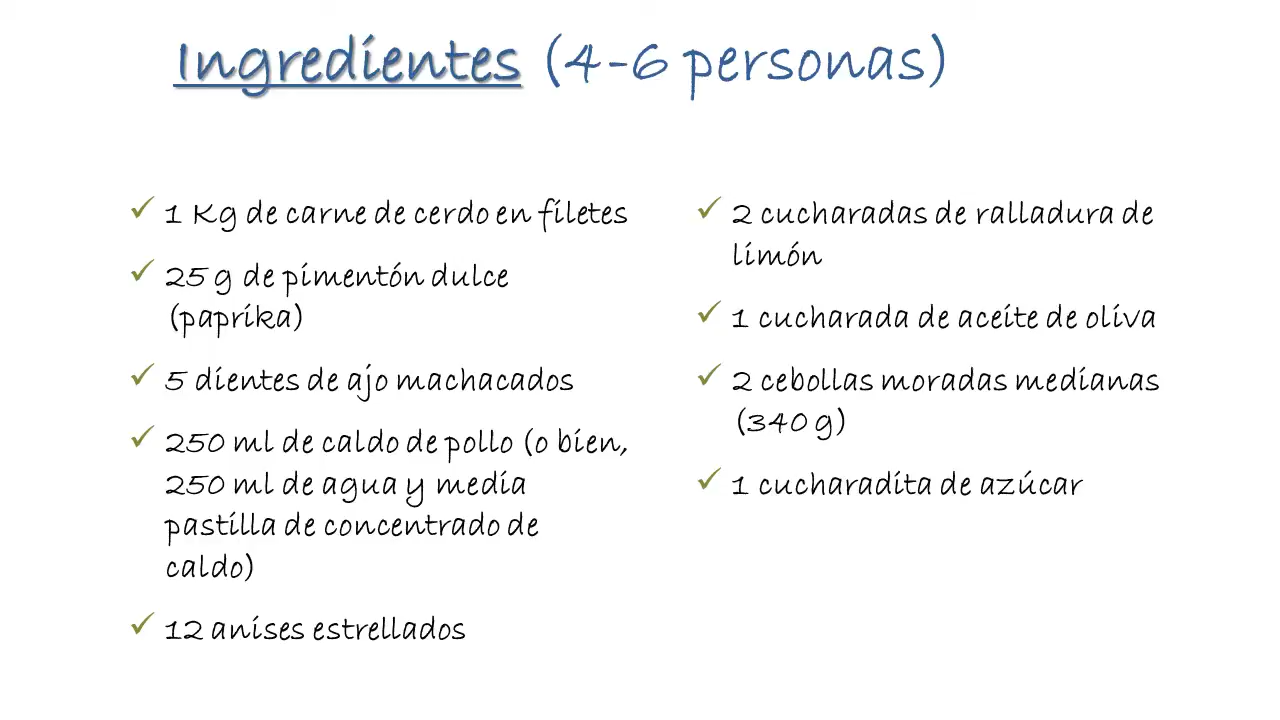 Ingredientes (4-6 personas)
1 Kg de carne de cerdo en filetes
25 g de pimentón dulce
(paprika)
5 dientes de ajo machacados
250 ml de caldo de pollo (o bien,
250 ml de agua y media
pastilla de concentrado de
caldo)
12 anises estrellados
2 cucharadas de ralladura de
limón
1 cucharada de aceite de oliva
2 cebollas moradas medianas
(340 g)
1 cucharadita de azúcar